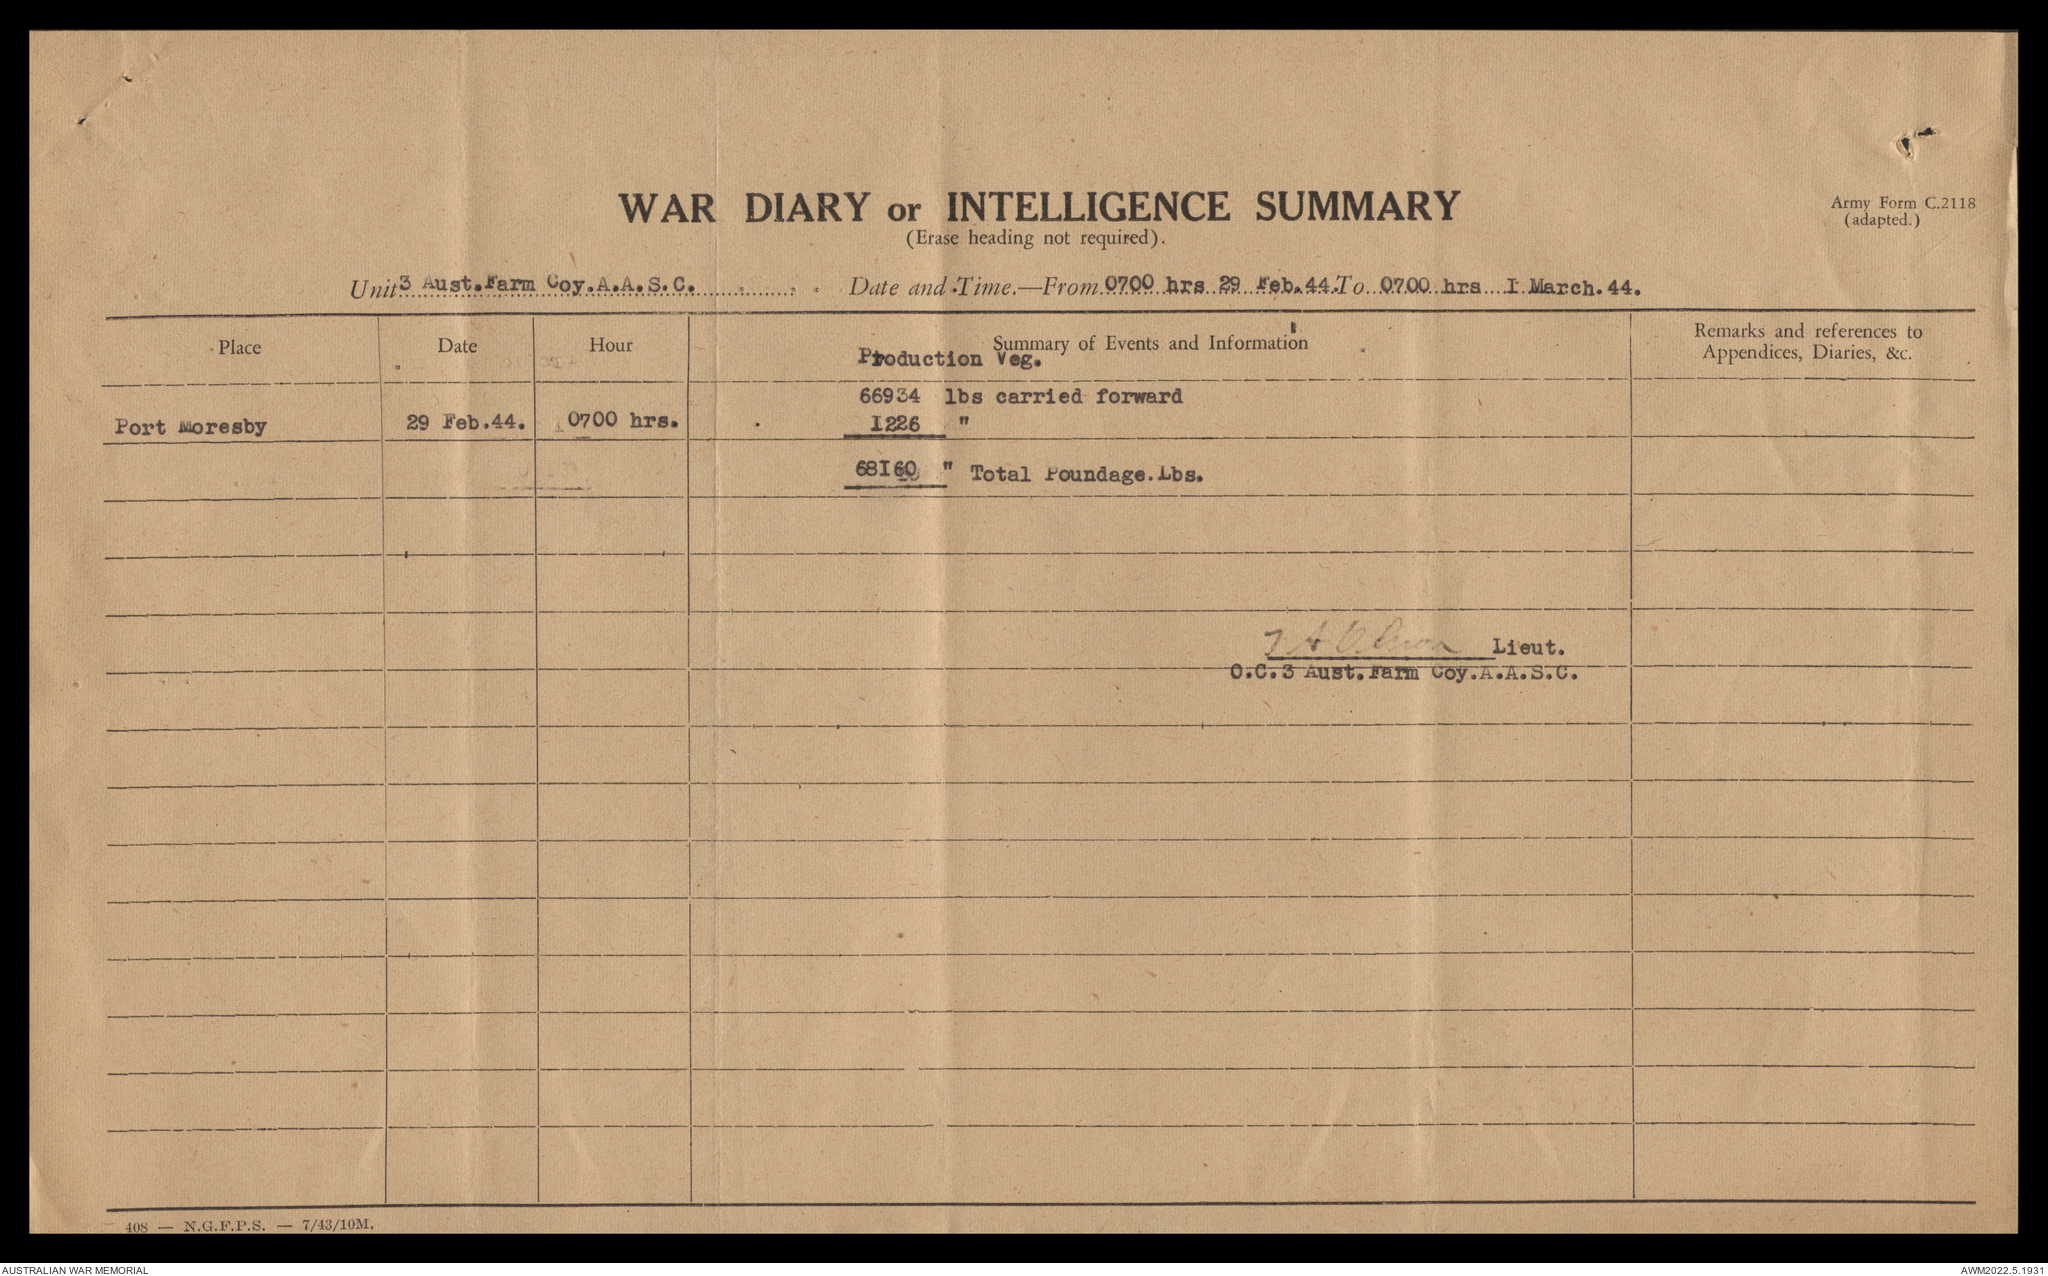 WAR DIARY or INTELLIGENCE SUMMARY
(Erase heading not required).
Army Form C.2118
(adapted.)
Unit 3 Aust.Farm Coy.A.A.S.C. Date and Time.—From 0700 hrs 29 Feb.44. To 0700 hrs I March.44.
Place Date Hour Summary of Events and Information Remarks and references to
Appendices, Diaries, &c.
Production Veg.
66934 lbs carried forward
Port Moresby 29 Feb.44. 0700 hrs. I226 "
68I60 " Total Poundage.Lbs.
Lieut.
O.C.3 Aust.Farm Coy.A.A.S.C.
408 — N.G.F.P.S. — 7/43/10M.
AUSTRALIAN WAR MEMORIAL AWM2022.5.1931